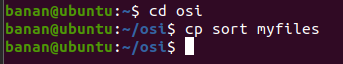 banan@ubuntu:~$ cd osi
banan@ubuntu:~/osi$ cp sort myfiles
banan@ubuntu:~/osi$